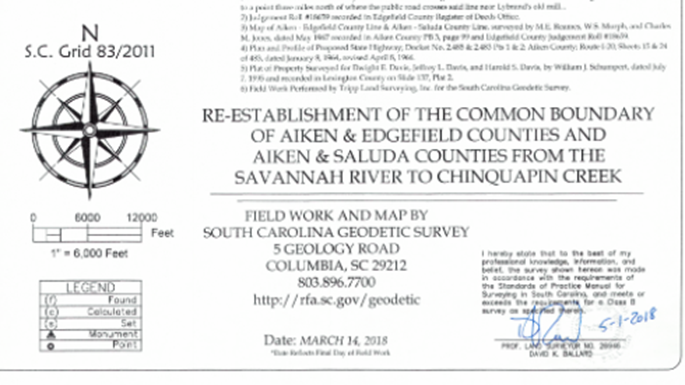 to a point three miles north of where the public road crosses said line near Lybrand's old mill...
2) Judgement Roll #18679 recorded in Edgefield County Register of Deeds Office.
3) Map of Aiken - Edgefield County Line & Aiken - Saluda County Line, surveyed by M.E. W.S. Morph, and Charles
M. Jones, dated May 1967 recorded in Aiken County PB 3, page 99 and Edgefield County Judgement Roll #18639.
4) Plan and Profile of Proposed State Highway, Docket No. 2.485 & 2.480 Pts 1 & 2; Aiken County; Route I-20, Sheets 13 & 24
of 483, dated January 8, 1964, revised April 8, 1966.
5) Plat of Property Surveyed for Dwight E. Davis, Jeffrey L. Davis, and Harold S. Davis, by William J. Schumpert, dated July
7, 1995 and recorded in Lexington County on Slide 157, Plat 2.
6) Field Work Performed by Tripp Land Surveying, Inc. for the South Carolina Geodetic Survey.
N
S.C. Grid 83/2011
RE-ESTABLISHMENT OF THE COMMON BOUNDARY
OF AIKEN & EDGEFIELD COUNTIES AND
AIKEN & SALUDA COUNTIES FROM THE
SAVANNAH RIVER TO CHINQUAPIN CREEK
0 6000 12000
Feet
1" = 6,000 Feet
FIELD WORK AND MAP BY
SOUTH CAROLINA GEODETIC SURVEY
5 GEOLOGY ROAD
COLUMBIA, SC 29212
803.896.7700
http://rfa.sc.gov/geodetic
LEGEND
(f) Found
(c) Calculated
(s) Set
Monument
Point
Date: MARCH 14, 2018
*Date Reflects Final Day of Field Work
I hereby state that to the best of my
professional knowledge, information, and
belief, the survey shown hereon was made
in accordance with the requirements of
the Standards of Practice Manual for
Surveying in South Carolina, and meets or
exceeds the requirements for a Class B
survey as specified therein.
5-1-2018
PROF. LAND SURVEYOR NO. 26946
DAVID K. BALLARD